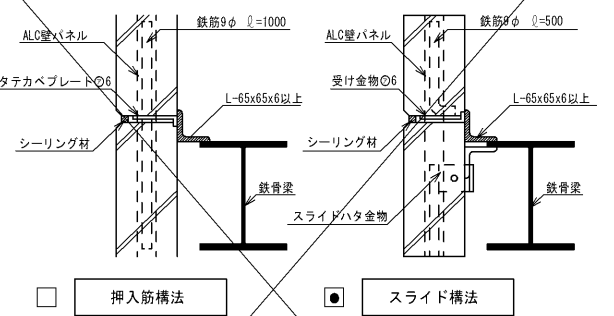 ALC壁パネル
鉄筋9φ ℓ=1000
タテカベプレート㋐6
L-65x65x6以上
シーリング材
鉄骨梁
押入筋構法
ALC壁パネル
鉄筋9φ ℓ=500
受け金物㋐6
L-65x65x6以上
シーリング材
鉄骨梁
スライドハタ金物
スライド構法